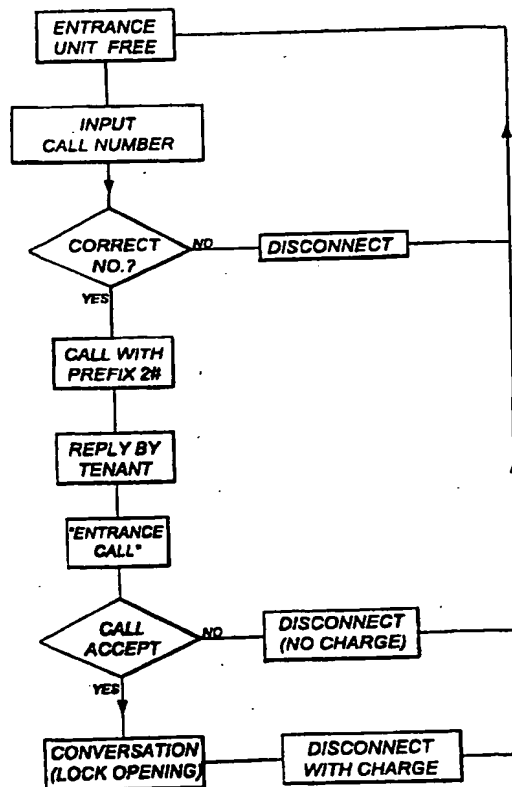 ENTRANCE
UNIT FREE
INPUT
CALL NUMBER
CORRECT
NO.?
NO
DISCONNECT
YES
CALL WITH
PREFIX 2#
REPLY BY
TENANT
"ENTRANCE
CALL"
CALL
ACCEPT
NO
DISCONNECT
(NO CHARGE)
YES
CONVERSATION
(LOCK OPENING)
DISCONNECT
WITH CHARGE